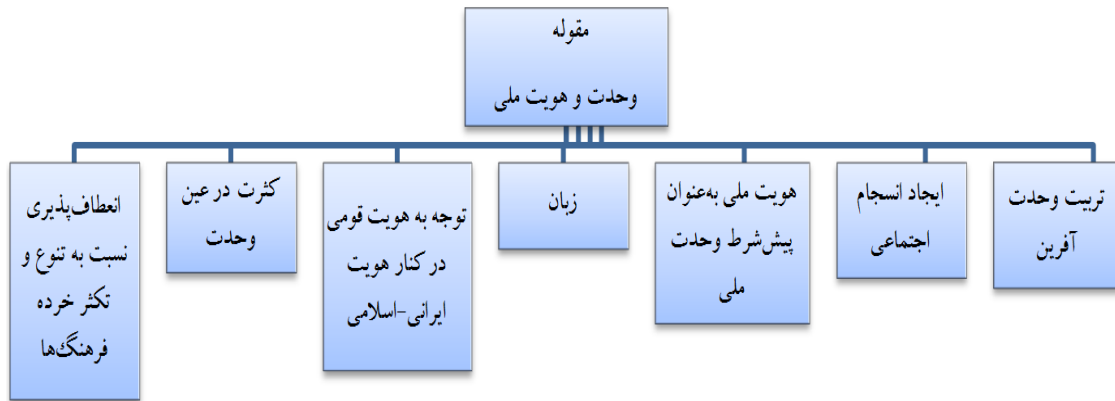 مقوله
وحدت و هویت ملی
تربیت وحدت
آفرین
ایجاد انسجام
اجتماعی
هویت ملی به‌عنوان
پیش‌شرط وحدت
ملی
زبان
توجه به هویت قومی
در کنار هویت
ایرانی-اسلامی
کثرت در عین
وحدت
انعطاف‌پذیری
نسبت به تنوع و
تکثر خرده
فرهنگ‌ها